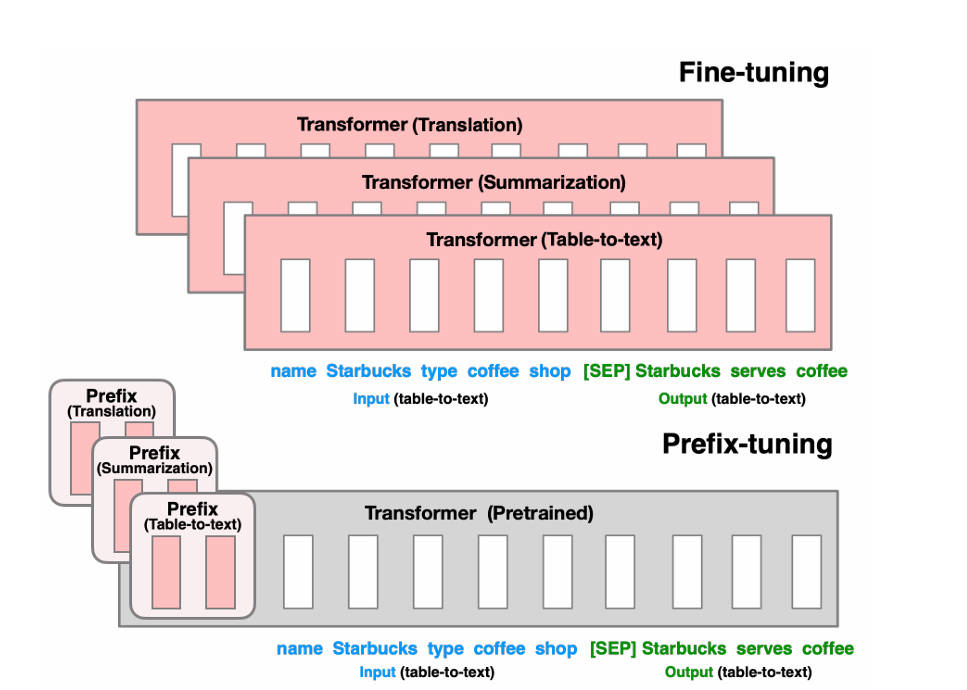 Fine-tuning
Transformer (Translation)
Transformer (Summarization)
Transformer (Table-to-text)
name Starbucks type coffee shop [SEP] Starbucks serves coffee
Input (table-to-text) Output (table-to-text)
Prefix-tuning
Prefix
(Translation)
Prefix
(Summarization)
Prefix
(Table-to-text)
Transformer (Pretrained)
name Starbucks type coffee shop [SEP] Starbucks serves coffee
Input (table-to-text) Output (table-to-text)